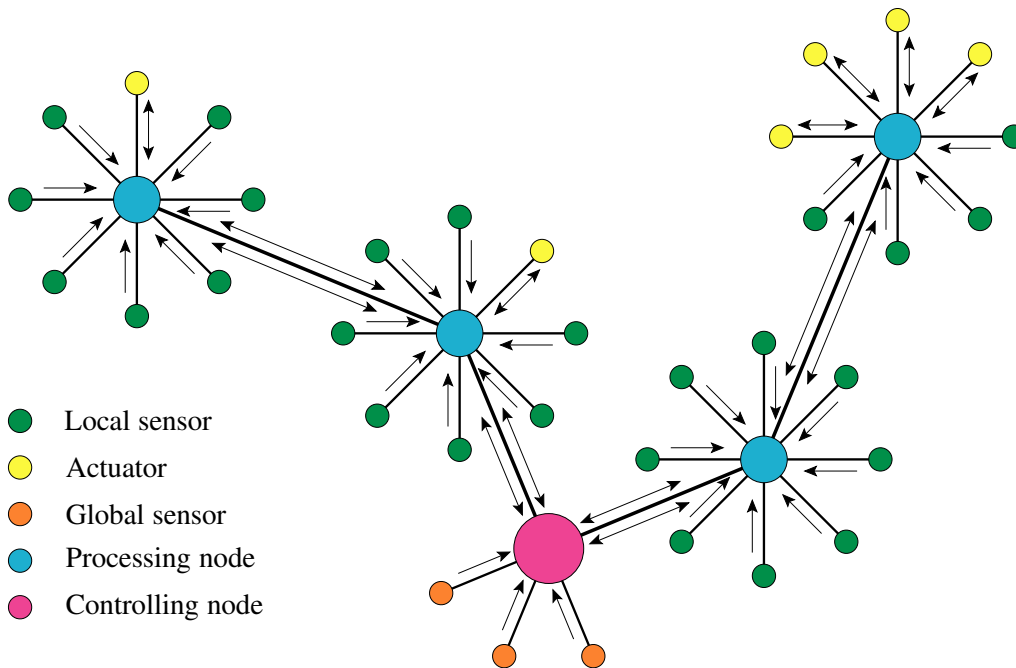 Local sensor
Actuator
Global sensor
Processing node
Controlling node